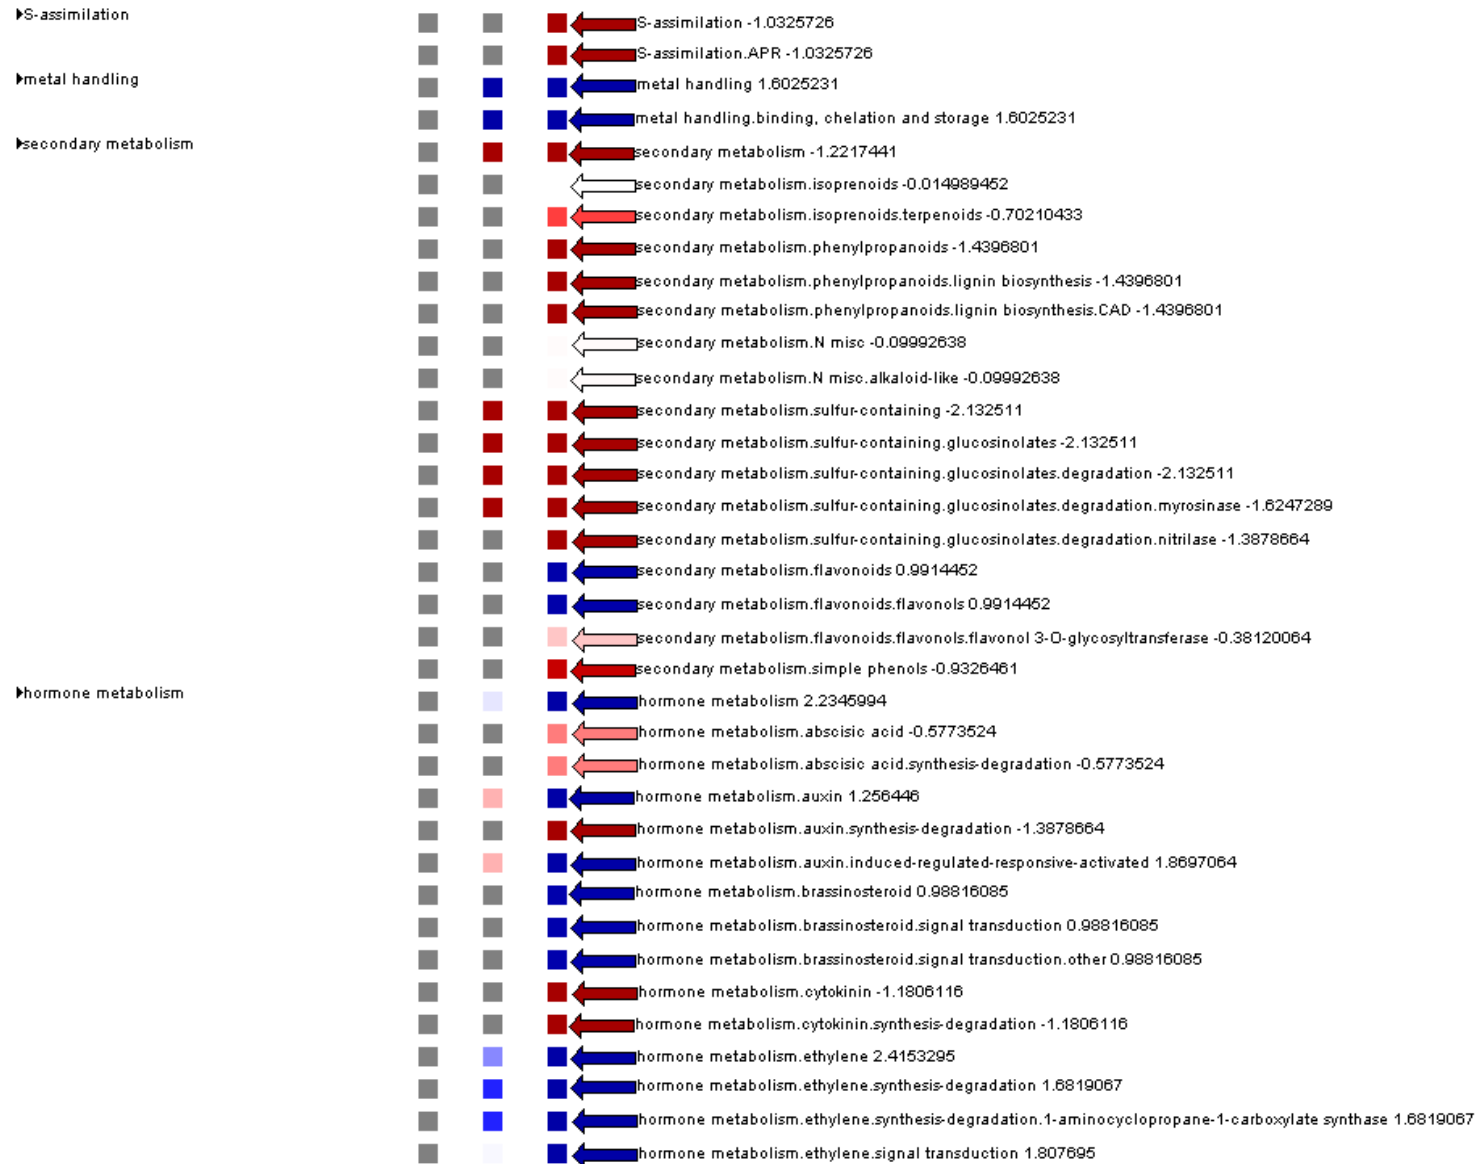 S-assimilation
S-assimilation -1.0325726
S-assimilation.APR -1.0325726
metal handling
metal handling 1.6025231
metal handling.binding, chelation and storage 1.6025231
secondary metabolism
secondary metabolism -1.2217441
secondary metabolism.isoprenoids -0.014989452
secondary metabolism.isoprenoids.terpenoids -0.70210433
secondary metabolism.phenylpropanoids -1.4396801
secondary metabolism.phenylpropanoids.lignin biosynthesis -1.4396801
secondary metabolism.phenylpropanoids.lignin biosynthesis.CAD -1.4396801
secondary metabolism.N misc -0.09992638
secondary metabolism.N misc.alkaloid-like -0.09992638
secondary metabolism.sulfur-containing -2.132511
secondary metabolism.sulfur-containing.glucosinolates -2.132511
secondary metabolism.sulfur-containing.glucosinolates.degradation -2.132511
secondary metabolism.sulfur-containing.glucosinolates.degradation.myrosinase -1.6247289
secondary metabolism.sulfur-containing.glucosinolates.degradation.nitrilase -1.3878664
secondary metabolism.flavonoids 0.9914452
secondary metabolism.flavonoids.flavonols 0.9914452
secondary metabolism.flavonoids.flavonols.flavonol 3-O-glycosyltransferase -0.38120064
secondary metabolism.simple phenols -0.9326461
hormone metabolism
hormone metabolism 2.2345994
hormone metabolism.abscisic acid -0.5773524
hormone metabolism.abscisic acid.synthesis-degradation -0.5773524
hormone metabolism.auxin 1.256446
hormone metabolism.auxin.synthesis-degradation -1.3878664
hormone metabolism.auxin.induced-regulated-responsive-activated 1.8697064
hormone metabolism.brassinosteroid 0.98816085
hormone metabolism.brassinosteroid.signal transduction 0.98816085
hormone metabolism.brassinosteroid.signal transduction.other 0.98816085
hormone metabolism.cytokinin -1.1806116
hormone metabolism.cytokinin.synthesis-degradation -1.1806116
hormone metabolism.ethylene 2.4153295
hormone metabolism.ethylene.synthesis-degradation 1.6819067
hormone metabolism.ethylene.synthesis-degradation.1-aminocyclopropane-1-carboxylate synthase 1.6819067
hormone metabolism.ethylene.signal transduction 1.807695